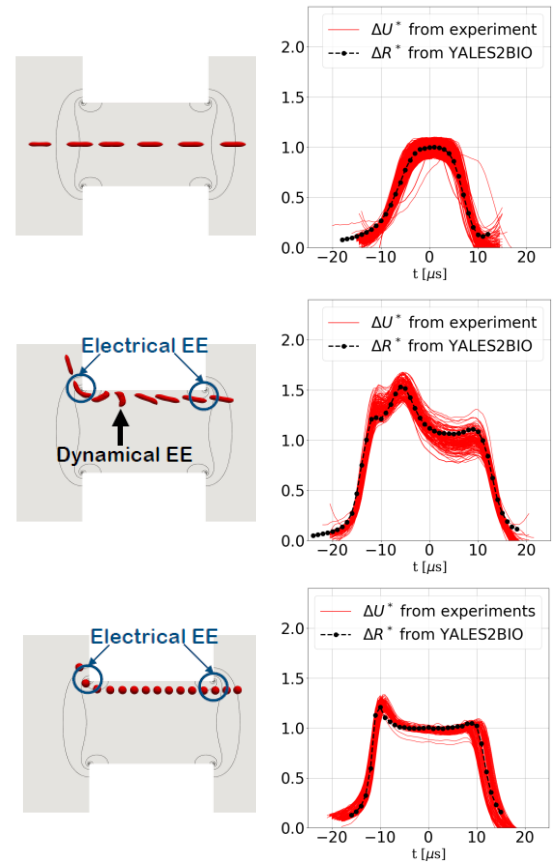 2.0
1.5
1.0
0.5
0.0
ΔU* from experiment
ΔR* from YALES2BIO
−20 −10 0 10 20
t [μs]
Electrical EE
Dynamical EE
2.0
1.5
1.0
0.5
0.0
ΔU* from experiment
ΔR* from YALES2BIO
−20 −10 0 10 20
t [μs]
Electrical EE
2.0
1.5
1.0
0.5
0.0
ΔU* from experiments
ΔR* from YALES2BIO
−20 −10 0 10 20
t [μs]